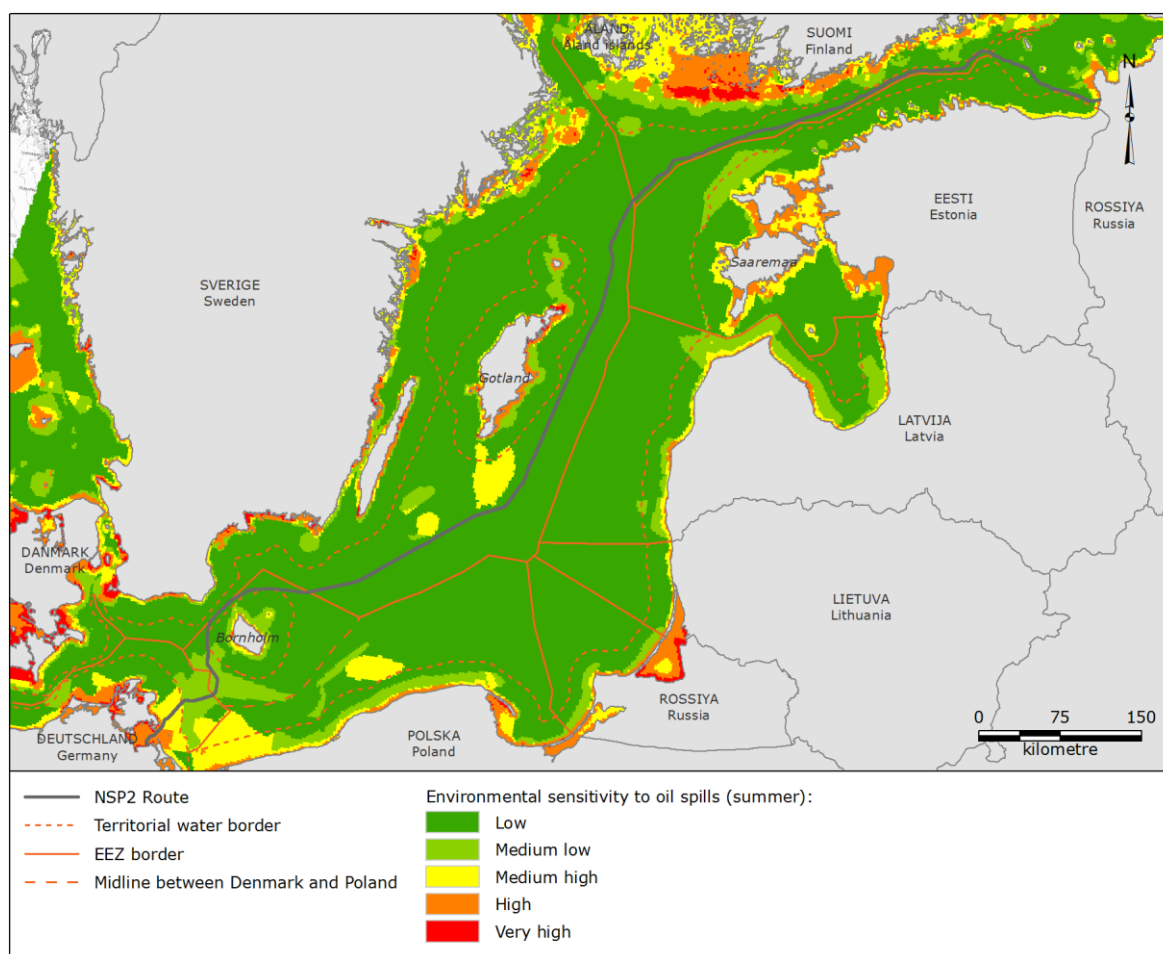 ÅLAND
Åland islands
SUOMI
Finland
N
EESTI
Estonia
ROSSIYA
Russia
Saaremaa
SVERIGE
Sweden
Gotland
LATVIJA
Latvia
DANMARK
Denmark
LIETUVA
Lithuania
Bornholm
ROSSIYA
Russia
DEUTSCHLAND
Germany
POLSKA
Poland
0 75 150
kilometre
NSP2 Route
Territorial water border
EEZ border
Midline between Denmark and Poland
Environmental sensitivity to oil spills (summer):
Low
Medium low
Medium high
High
Very high